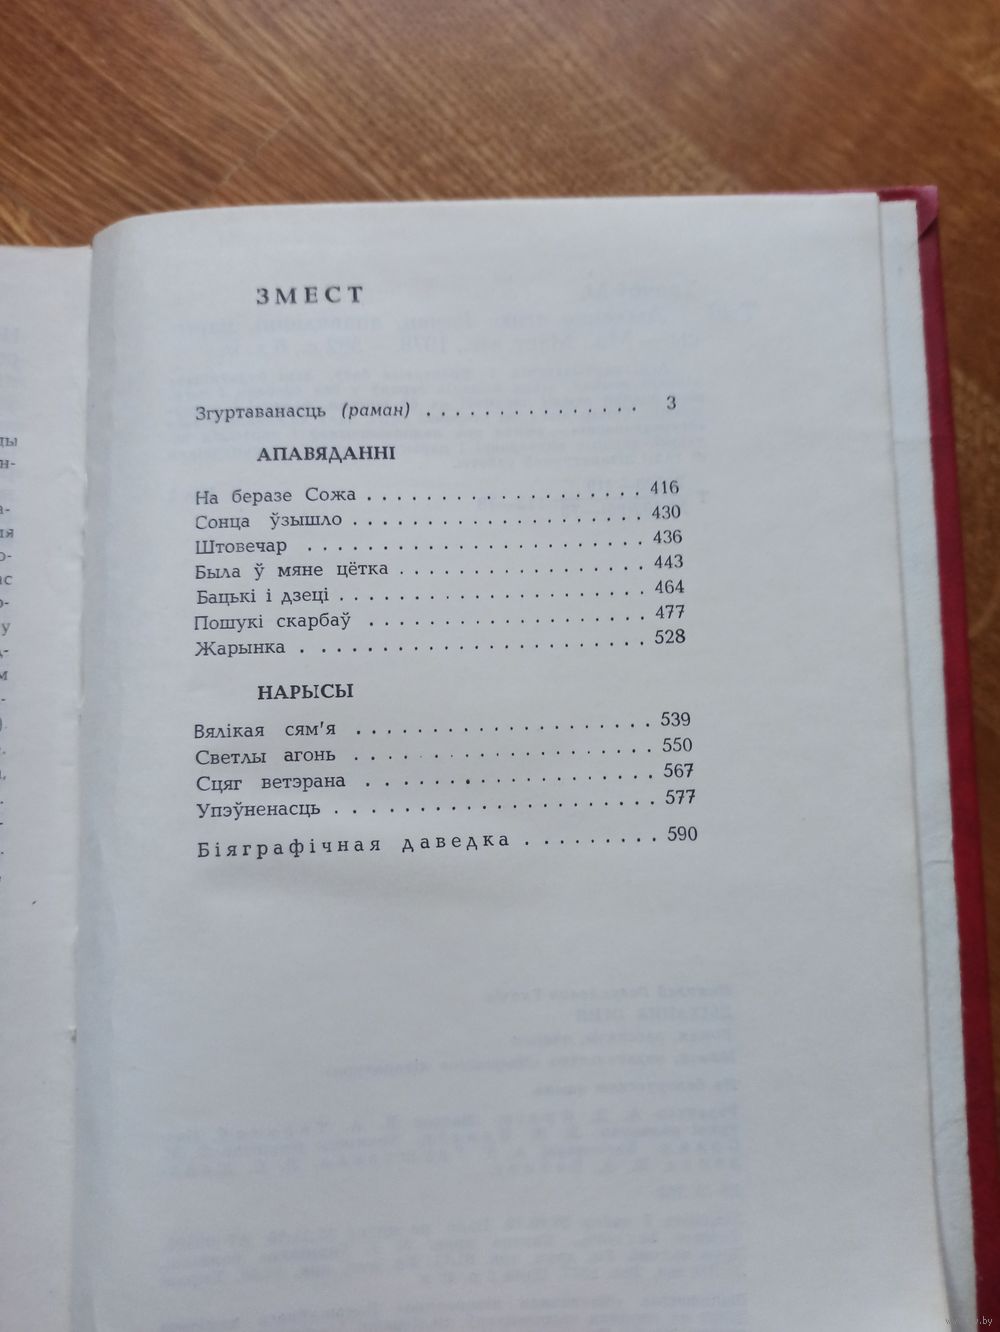 ЗМЕСТ
Згуртаванасць (раман) . . . . . . . . . . . . . . 3
АПАВЯДАННІ
На беразе Сожа . . . . . . . . . . . . . . . . . . . 416
Сонца ўзышло . . . . . . . . . . . . . . . . . . . . 430
Штовечар . . . . . . . . . . . . . . . . . . . . . . . 436
Была ў мяне цётка . . . . . . . . . . . . . . . . . 443
Бацькі і дзеці . . . . . . . . . . . . . . . . . . . . . 464
Пошукі скарбаў . . . . . . . . . . . . . . . . . . . 477
Жарынка . . . . . . . . . . . . . . . . . . . . . . . 528
НАРЫСЫ
Вялікая сям'я . . . . . . . . . . . . . . . . . . . . 539
Светлы агонь . . . . . . . . . . . . . . . . . . . . 550
Сцяг ветэрана . . . . . . . . . . . . . . . . . . . 567
Упэўненасць . . . . . . . . . . . . . . . . . . . . . 577
Біяграфічная даведка . . . . . . . . . 590